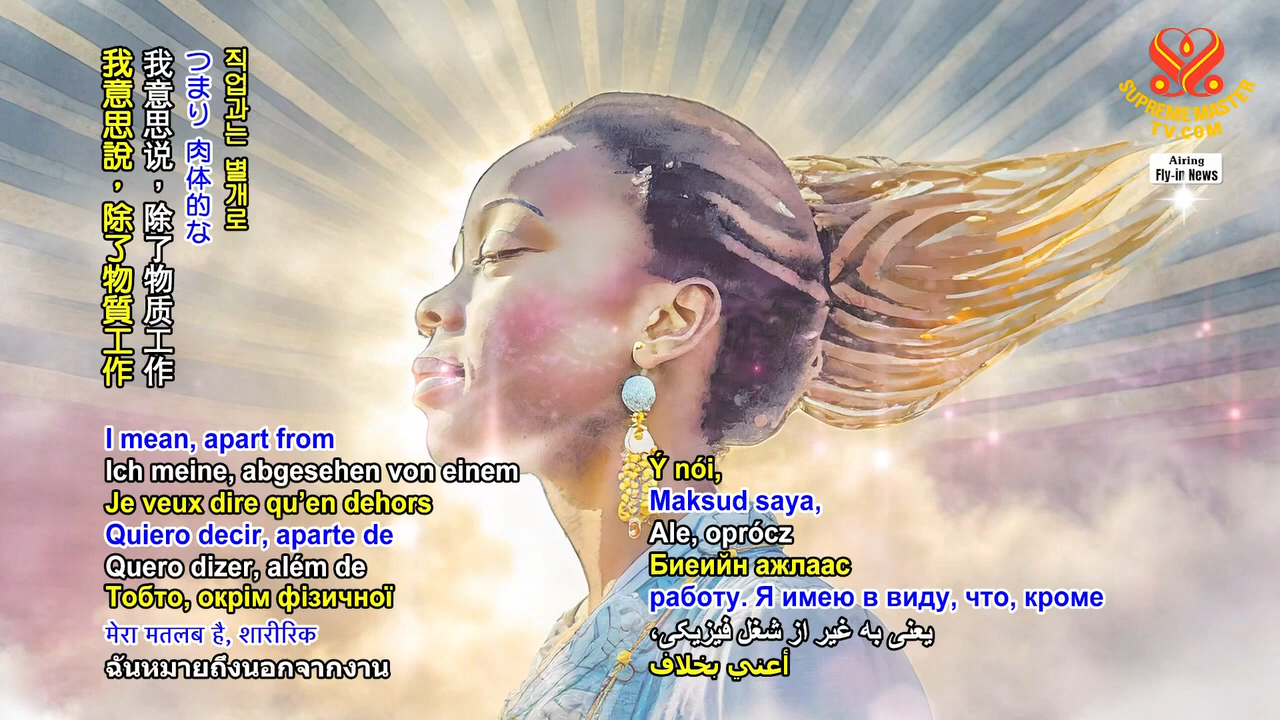 我意思說，除了物質工作
我意思说，除了物质工作
つまり 肉体的な
직업과는 별개로
SUPREME MASTER
TV.COM
Airing
Fly-in News
I mean, apart from
Ich meine, abgesehen von einem
Je veux dire qu’en dehors
Quiero decir, aparte de
Quero dizer, além de
Тобто, окрім фізичної
मेरा मतलब है, शारीरिक
ฉันหมายถึงนอกจากงาน
Ý nói,
Maksud saya,
Ale, oprócz
Биеийн ажлаас
работу. Я имею в виду, что, кроме
یعنی به غیر از شغل فیزیکی،
أعني بخلاف